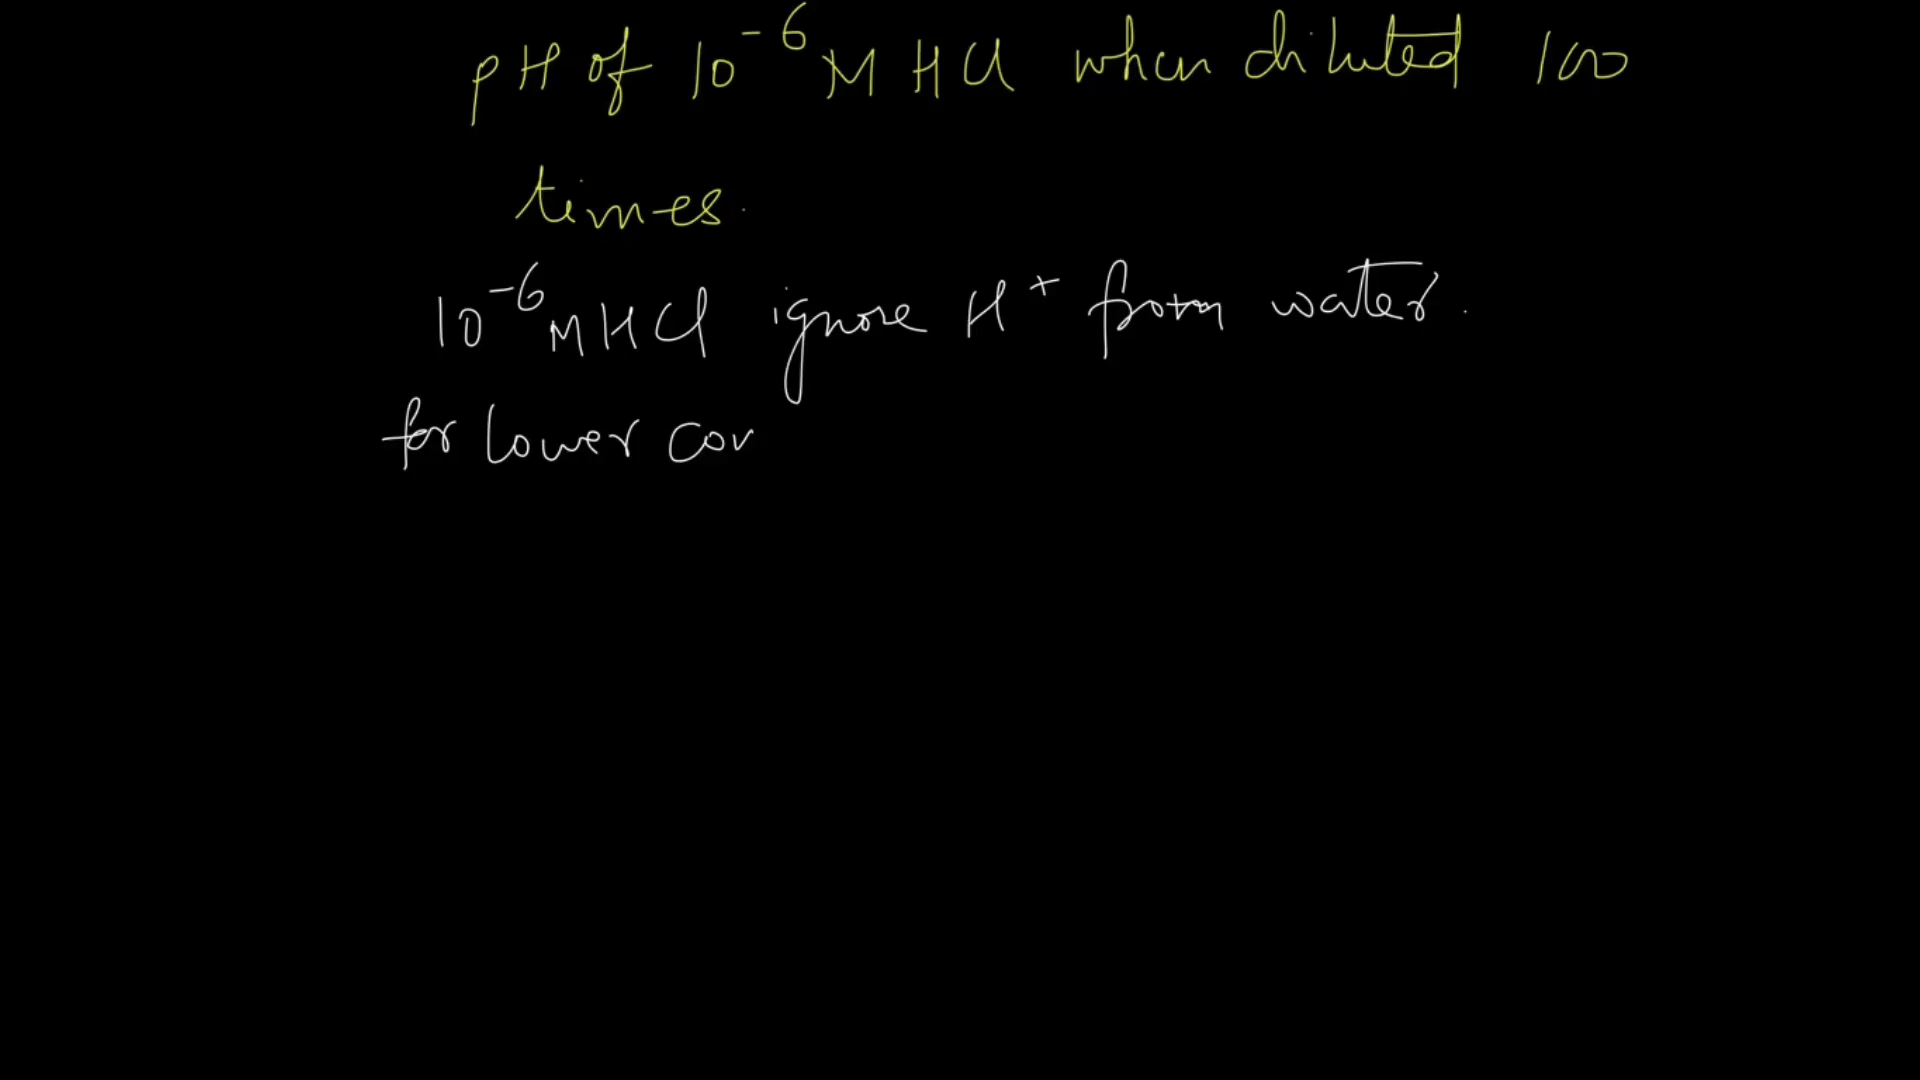 pH of 10⁻⁶ M HCl when diluted 100
times.
10⁻⁶ M HCl ignore H⁺ from water.
for lower con